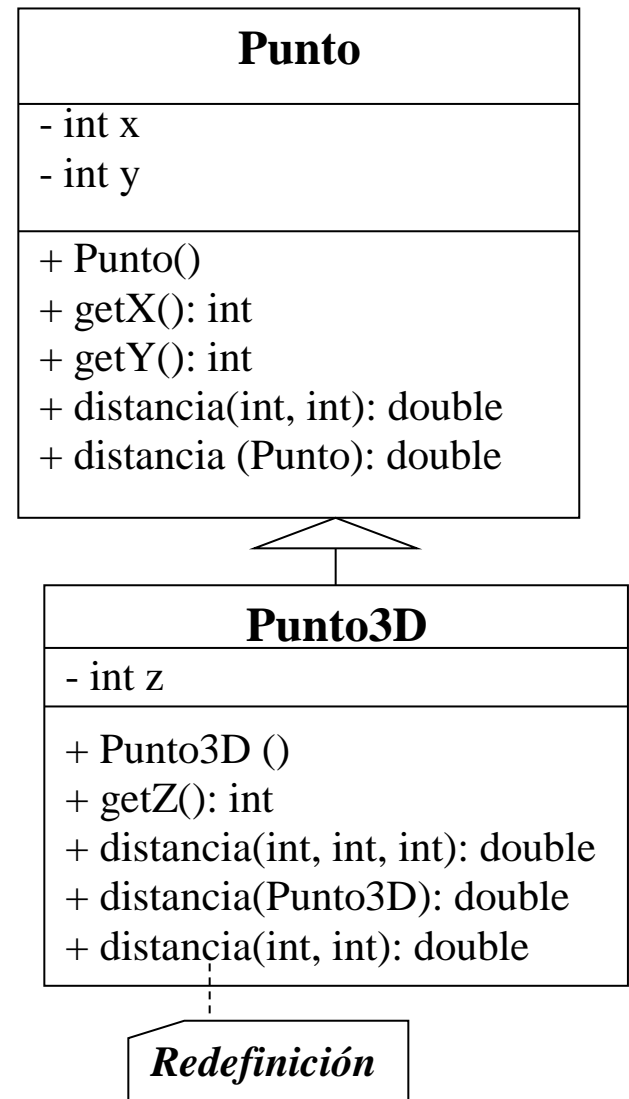 Punto
- int x
- int y
+ Punto()
+ getX(): int
+ getY(): int
+ distancia(int, int): double
+ distancia (Punto): double
Punto3D
- int z
+ Punto3D ()
+ getZ(): int
+ distancia(int, int, int): double
+ distancia(Punto3D): double
+ distancia(int, int): double
Redefinición